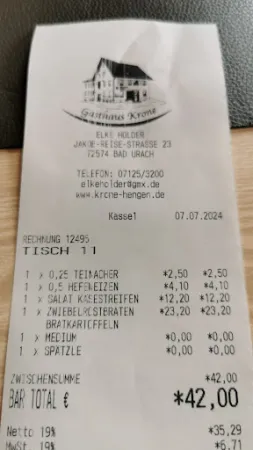 Gasthaus Krone
ELKE HOLDER
JAKOB-REISE-STRASSE 23
72574 BAD URACH
TELEFON: 07125/3200
elkeholder@gmx.de
www.krone-hengen.de
Kasse1 07.07.2024
RECHNUNG 12495
TISCH 11
1 x 0,25 TEINACHER *2,50 *2,50
1 x 0,5 HEFEWEIZEN *4,10 *4,10
1 x SALAT KÄSESTREIFEN *12,20 *12,20
1 x ZWIEBELROSTBRATEN *23,20 *23,20
BRATKARTOFFELN
1 x MEDIUM *0,00 *0,00
1 x SPÄTZLE *0,00 *0,00
ZWISCHENSUMME *42,00
BAR TOTAL € *42,00
Netto 19% *35,29
MwSt. 19% *6,71